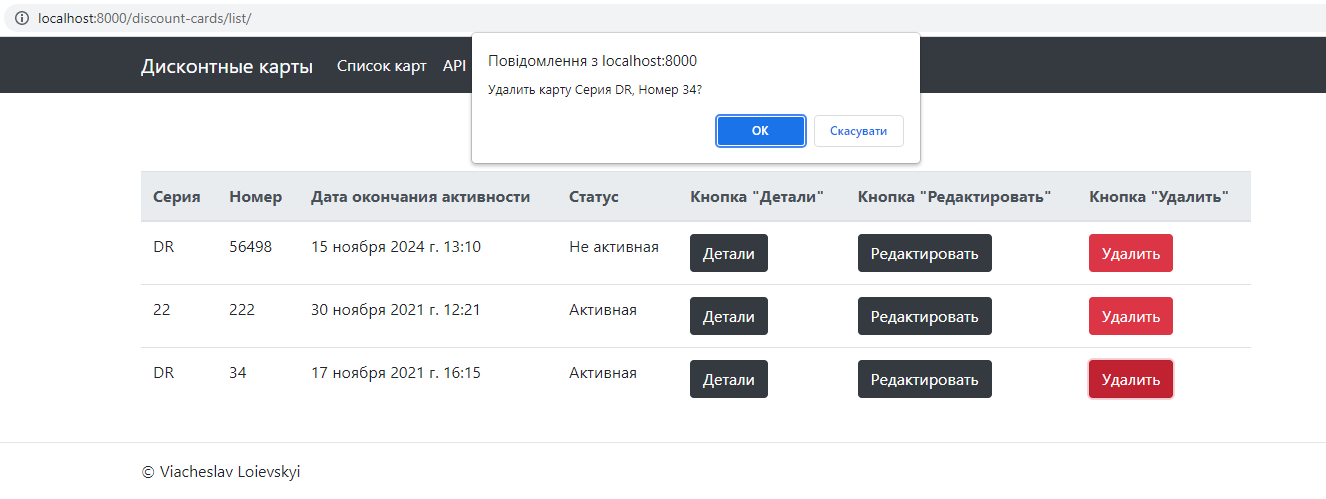 localhost:8000/discount-cards/list/
Дисконтные карты Список карт API
Повідомлення з localhost:8000
Удалить карту Серия DR, Номер 34?
OK Скасувати
Серия Номер Дата окончания активности Статус Кнопка "Детали" Кнопка "Редактировать" Кнопка "Удалить"
DR 56498 15 ноября 2024 г. 13:10 Не активная Детали Редактировать Удалить
22 222 30 ноября 2021 г. 12:21 Активная Детали Редактировать Удалить
DR 34 17 ноября 2021 г. 16:15 Активная Детали Редактировать Удалить
© Viacheslav Loievskyi